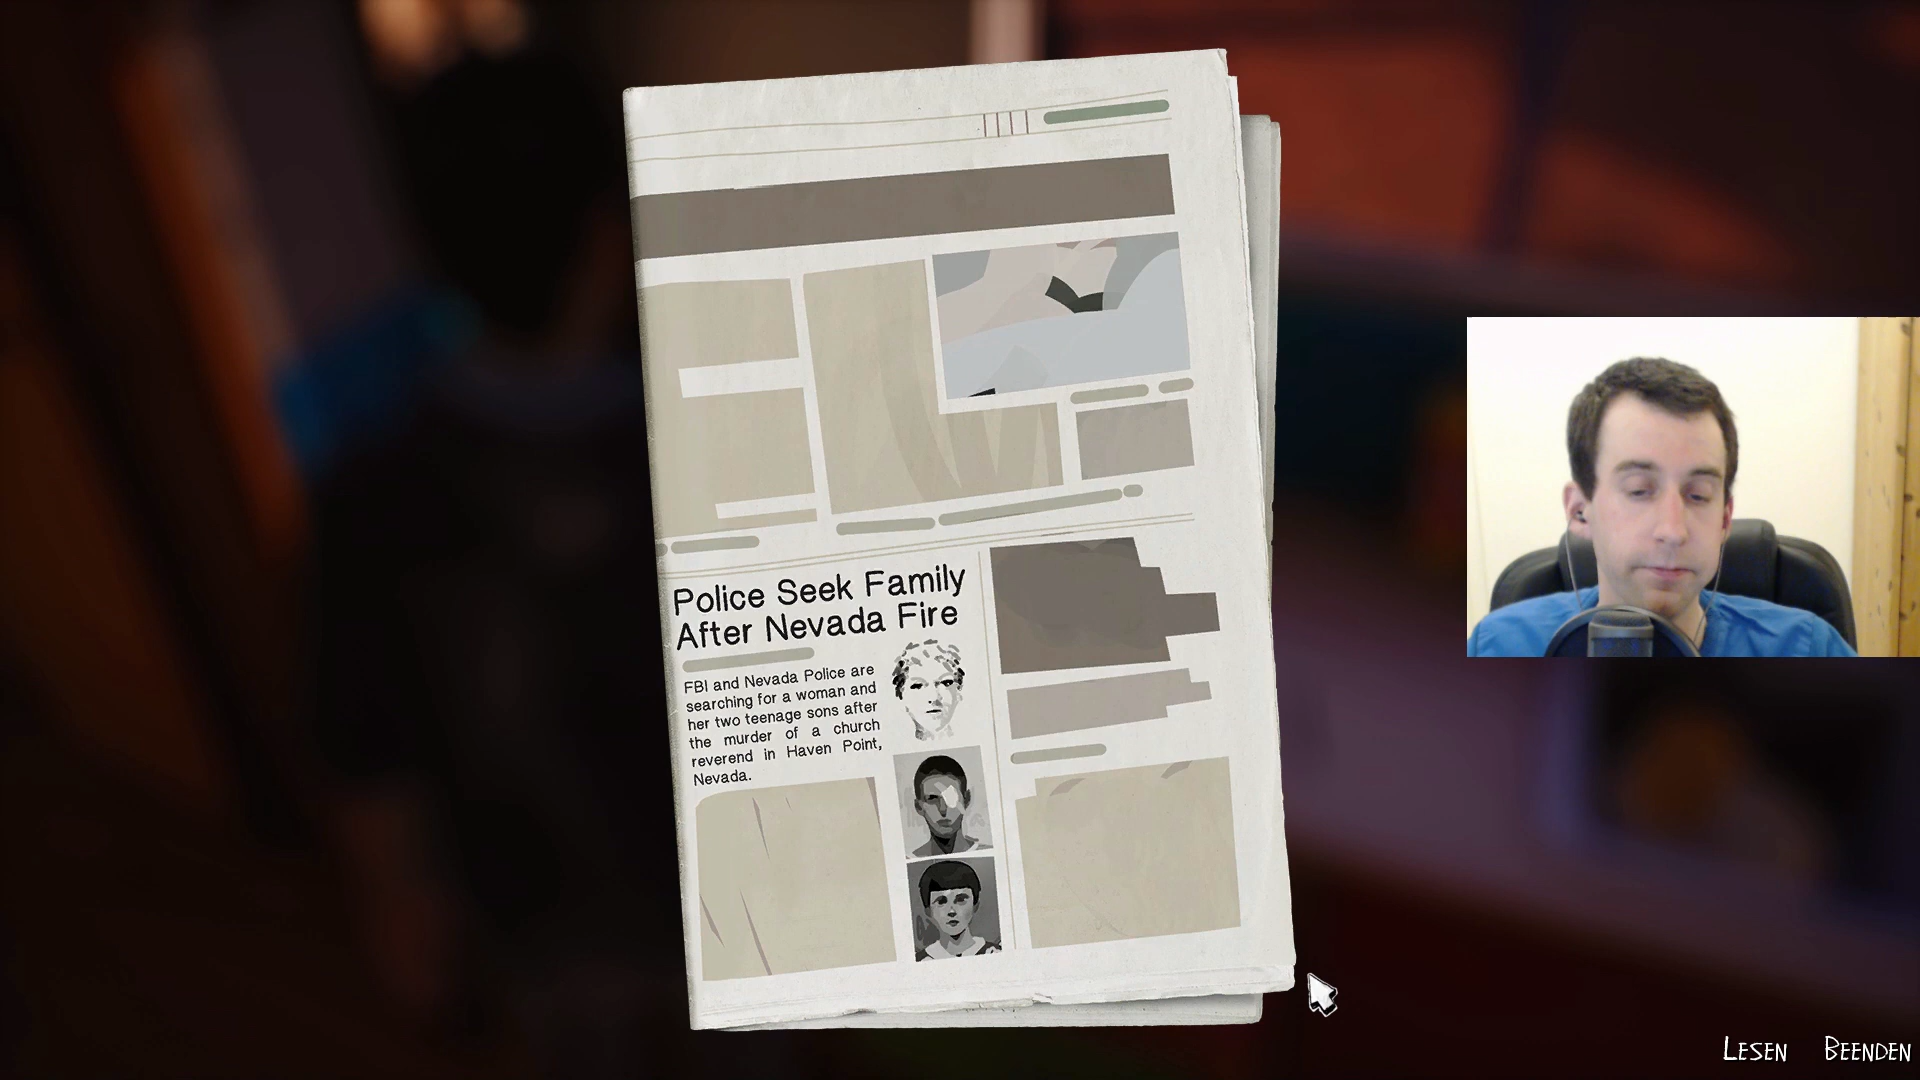 Police Seek Family
After Nevada Fire
FBI and Nevada Police are
searching for a woman and
her two teenage sons after
the murder of a church
reverend in Haven Point,
Nevada.
LESEN BEENDEN